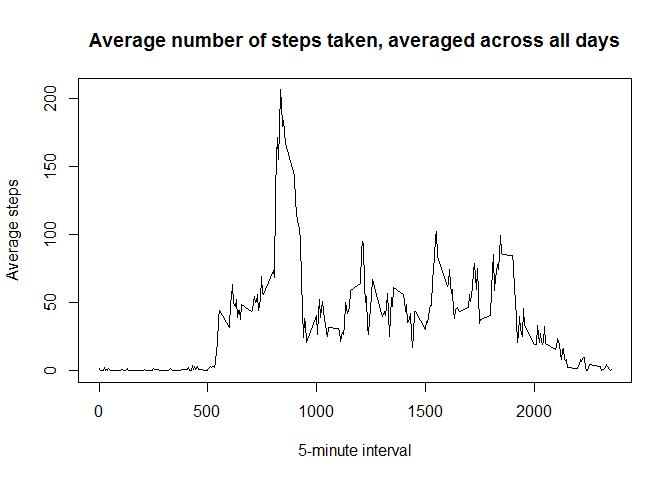 Average number of steps taken, averaged across all days
Average steps
200
150
100
50
0
0 500 1000 1500 2000
5-minute interval